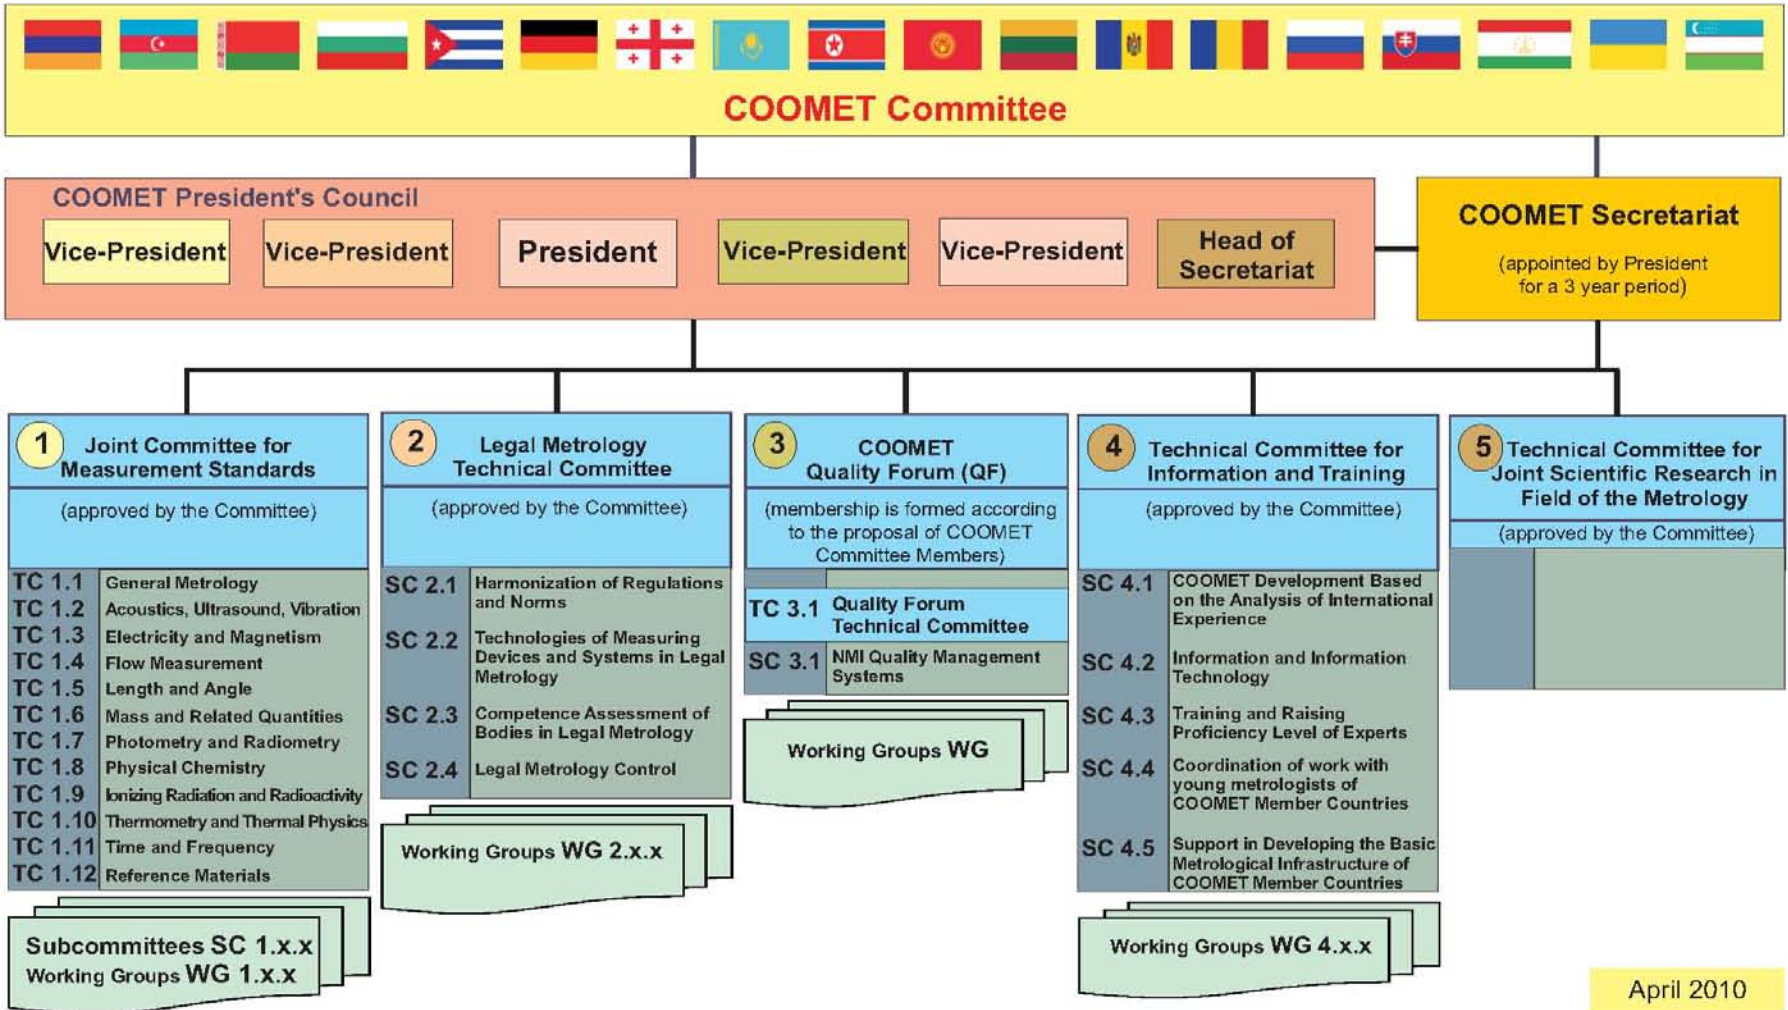 COOMET Committee
COOMET President's Council
Vice-President
Vice-President
President
Vice-President
Vice-President
Head of
Secretariat
COOMET Secretariat
(appointed by President
for a 3 year period)
1
Joint Committee for
Measurement Standards
(approved by the Committee)
TC 1.1 General Metrology
TC 1.2 Acoustics, Ultrasound, Vibration
TC 1.3 Electricity and Magnetism
TC 1.4 Flow Measurement
TC 1.5 Length and Angle
TC 1.6 Mass and Related Quantities
TC 1.7 Photometry and Radiometry
TC 1.8 Physical Chemistry
TC 1.9 Ionizing Radiation and Radioactivity
TC 1.10 Thermometry and Thermal Physics
TC 1.11 Time and Frequency
TC 1.12 Reference Materials
Subcommittees SC 1.x.x
Working Groups WG 1.x.x
2
Legal Metrology
Technical Committee
(approved by the Committee)
SC 2.1 Harmonization of Regulations
and Norms
SC 2.2 Technologies of Measuring
Devices and Systems in Legal
Metrology
SC 2.3 Competence Assessment of
Bodies in Legal Metrology
SC 2.4 Legal Metrology Control
Working Groups WG 2.x.x
3
COOMET
Quality Forum (QF)
(membership is formed according
to the proposal of COOMET
Committee Members)
TC 3.1 Quality Forum
Technical Committee
SC 3.1 NMI Quality Management
Systems
Working Groups WG
4
Technical Committee for
Information and Training
(approved by the Committee)
SC 4.1 COOMET Development Based
on the Analysis of International
Experience
SC 4.2 Information and Information
Technology
SC 4.3 Training and Raising
Proficiency Level of Experts
SC 4.4 Coordination of work with
young metrologists of
COOMET Member Countries
SC 4.5 Support in Developing the Basic
Metrological Infrastructure of
COOMET Member Countries
Working Groups WG 4.x.x
5
Technical Committee for
Joint Scientific Research in
Field of the Metrology
(approved by the Committee)
April 2010